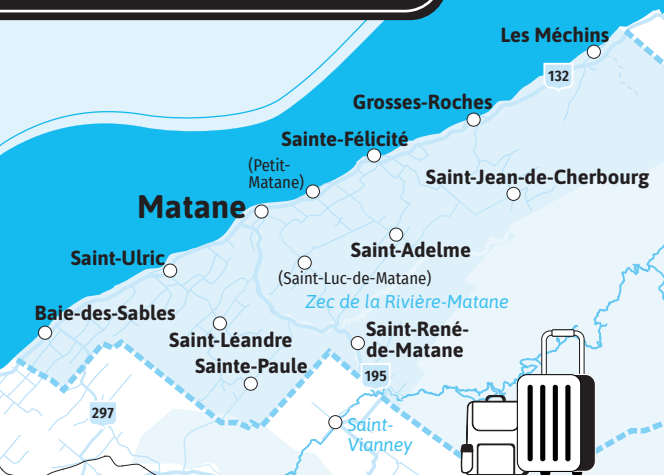 Les Méchins
132
Grosses-Roches
Sainte-Félicité
(Petit-
Matane)
Saint-Jean-de-Cherbourg
Matane
Saint-Adelme
Saint-Ulric
(Saint-Luc-de-Matane)
Zec de la Rivière-Matane
Baie-des-Sables
Saint-Léandre
Saint-René-
de-Matane
Sainte-Paule
195
297
Saint-
Vianney